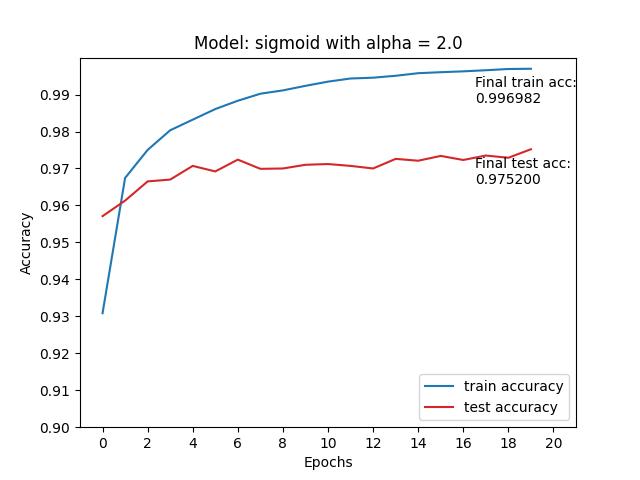 Model: sigmoid with alpha = 2.0
Final train acc:
0.996982
Final test acc:
0.975200
0.99
0.98
0.97
0.96
0.95
0.94
0.93
0.92
0.91
0.90
Accuracy
train accuracy
test accuracy
0 2 4 6 8 10 12 14 16 18 20
Epochs